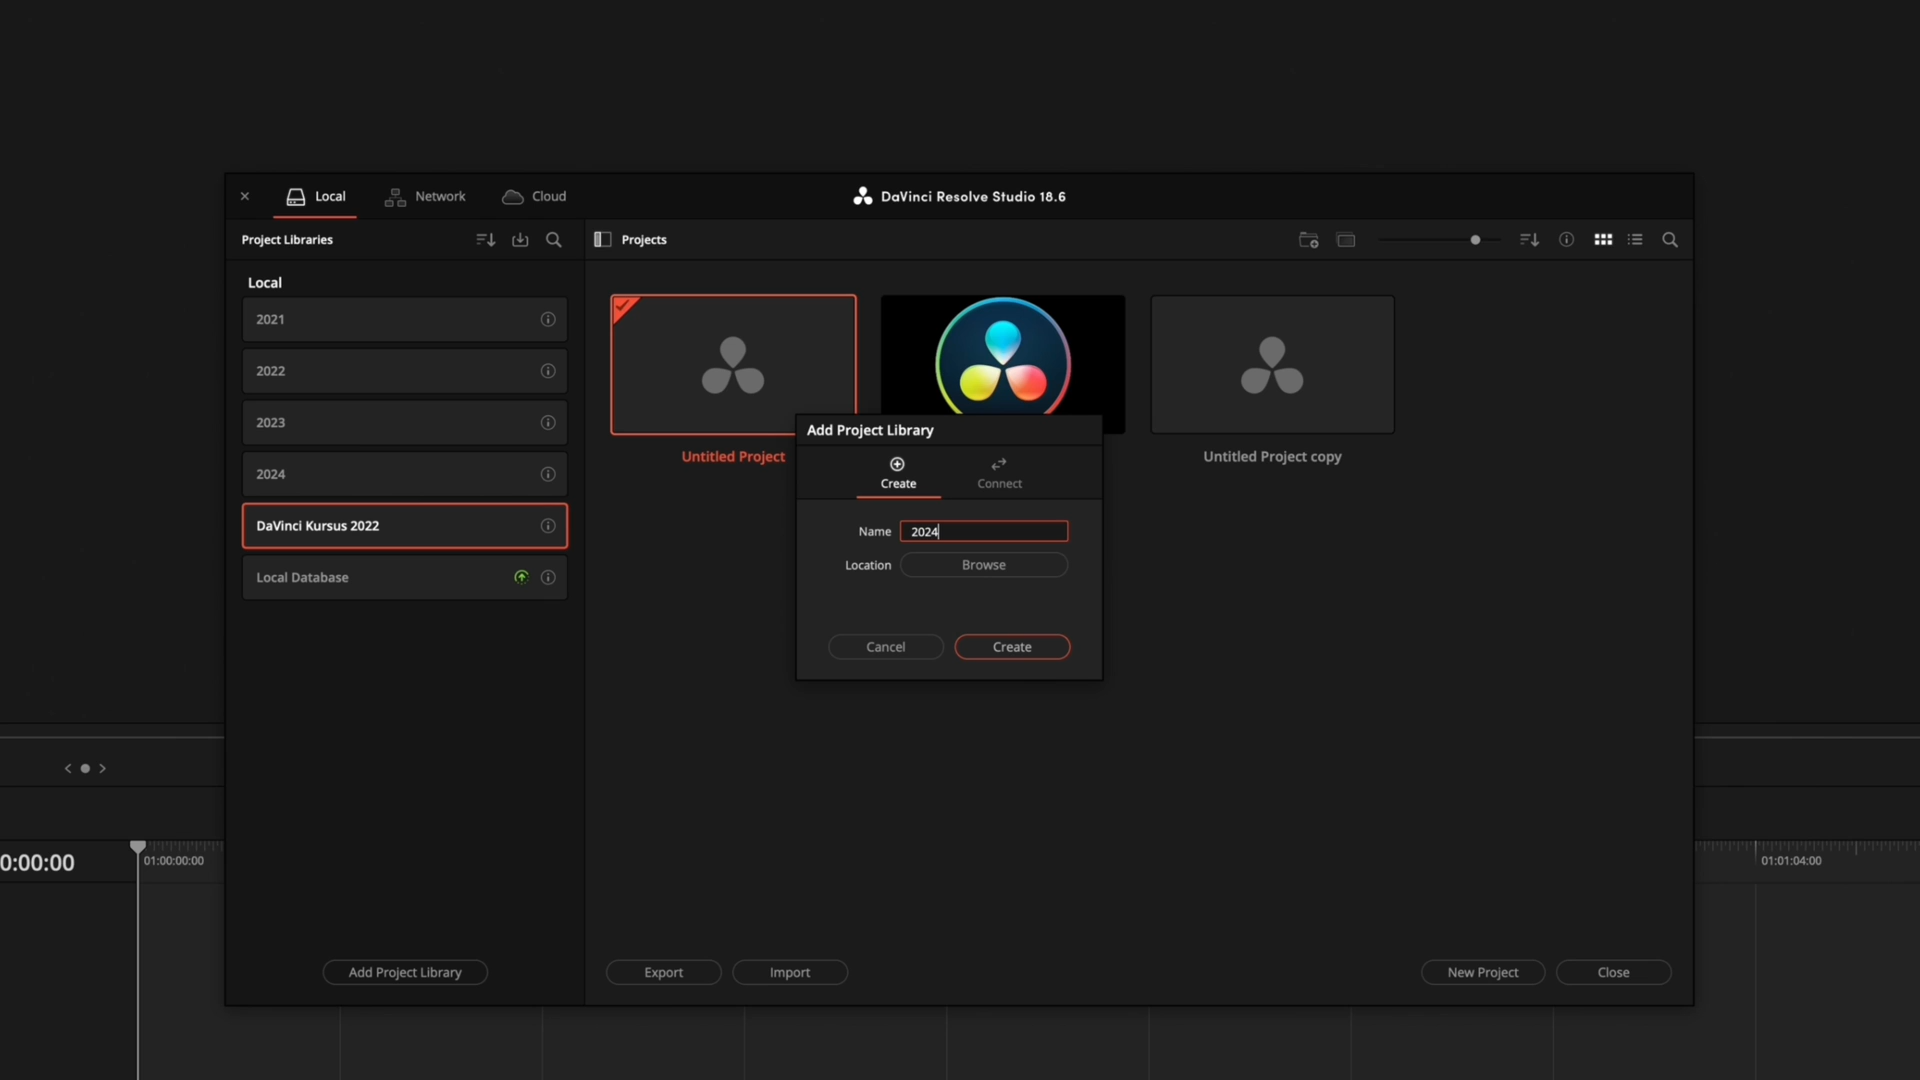 Local
Network
Cloud
DaVinci Resolve Studio 18.6
Project Libraries
Projects
Local
2021
2022
2023
2024
DaVinci Kursus 2022
Local Database
Untitled Project
Untitled Project copy
Add Project Library
Create
Connect
Name
2024
Location
Browse
Cancel
Create
0:00:00
01:00:00:00
01:01:04:00
Add Project Library
Export
Import
New Project
Close